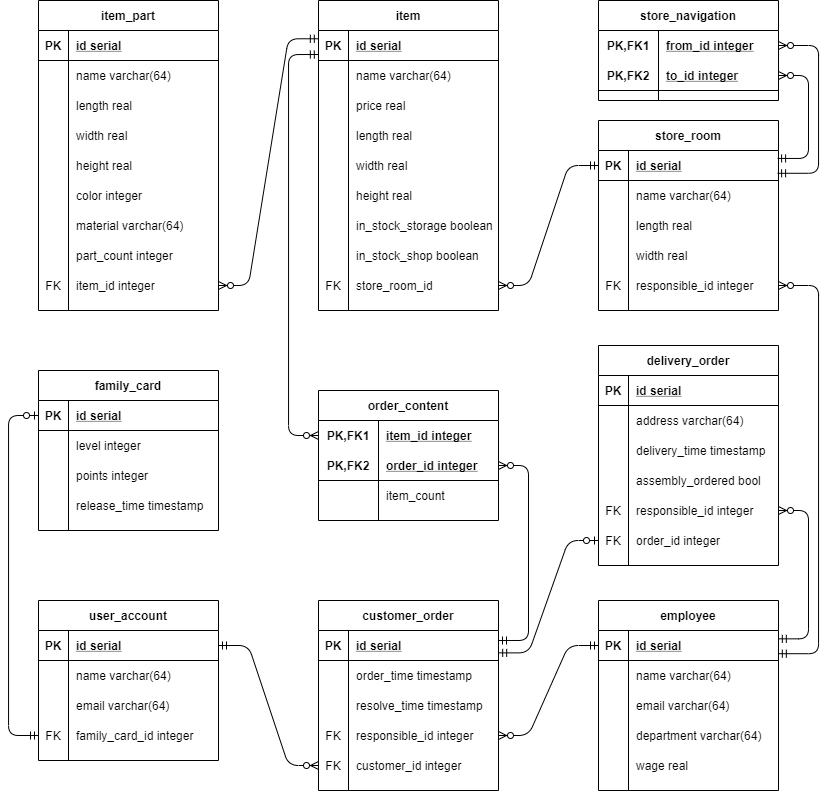 item_part
PK id serial
name varchar(64)
length real
width real
height real
color integer
material varchar(64)
part_count integer
FK item_id integer
item
PK id serial
name varchar(64)
price real
length real
width real
height real
in_stock_storage boolean
in_stock_shop boolean
FK store_room_id
store_navigation
PK,FK1 from_id integer
PK,FK2 to_id integer
store_room
PK id serial
name varchar(64)
length real
width real
FK responsible_id integer
family_card
PK id serial
level integer
points integer
release_time timestamp
order_content
PK,FK1 item_id integer
PK,FK2 order_id integer
item_count
delivery_order
PK id serial
address varchar(64)
delivery_time timestamp
assembly_ordered bool
FK responsible_id integer
FK order_id integer
user_account
PK id serial
name varchar(64)
email varchar(64)
FK family_card_id integer
customer_order
PK id serial
order_time timestamp
resolve_time timestamp
FK responsible_id integer
FK customer_id integer
employee
PK id serial
name varchar(64)
email varchar(64)
department varchar(64)
wage real